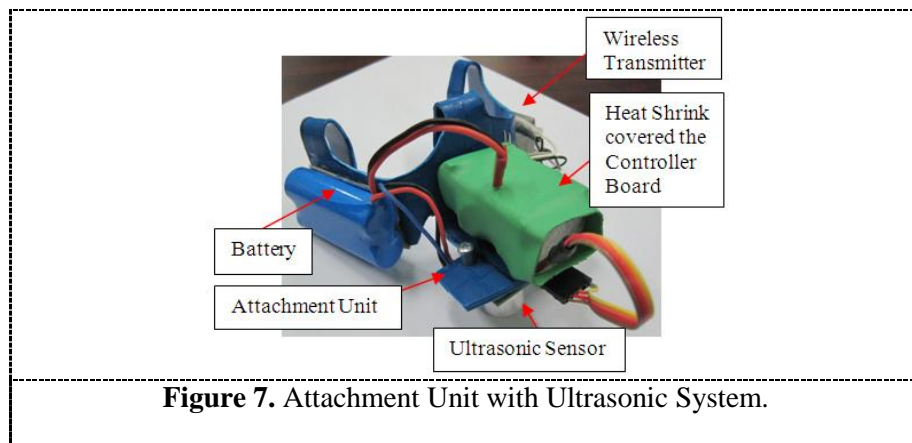 Wireless
Transmitter
Heat Shrink
covered the
Controller
Board
Battery
Attachment Unit
Ultrasonic Sensor
Figure 7. Attachment Unit with Ultrasonic System.